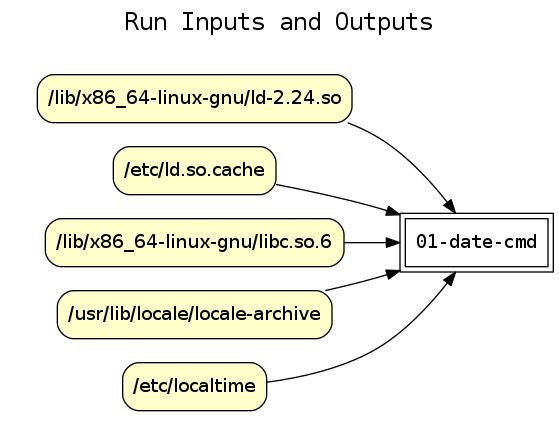 Run Inputs and Outputs
/lib/x86_64-linux-gnu/ld-2.24.so
/etc/ld.so.cache
/lib/x86_64-linux-gnu/libc.so.6
01-date-cmd
/usr/lib/locale/locale-archive
/etc/localtime